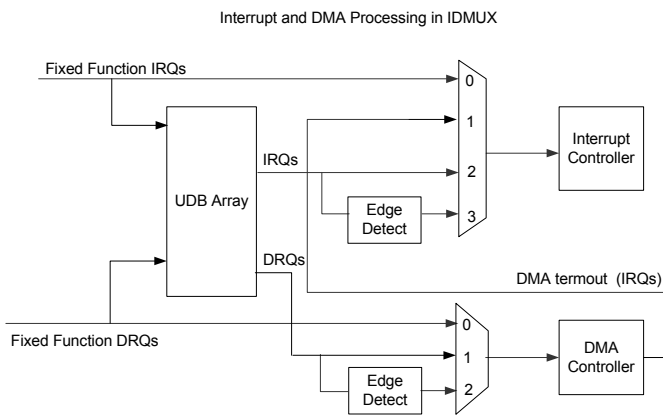 Interrupt and DMA Processing in IDMUX
Fixed Function IRQs
0
1
2
3
Interrupt
Controller
UDB Array
IRQs
Edge
Detect
DRQs
DMA termout (IRQs)
Fixed Function DRQs
0
1
2
Edge
Detect
DMA
Controller